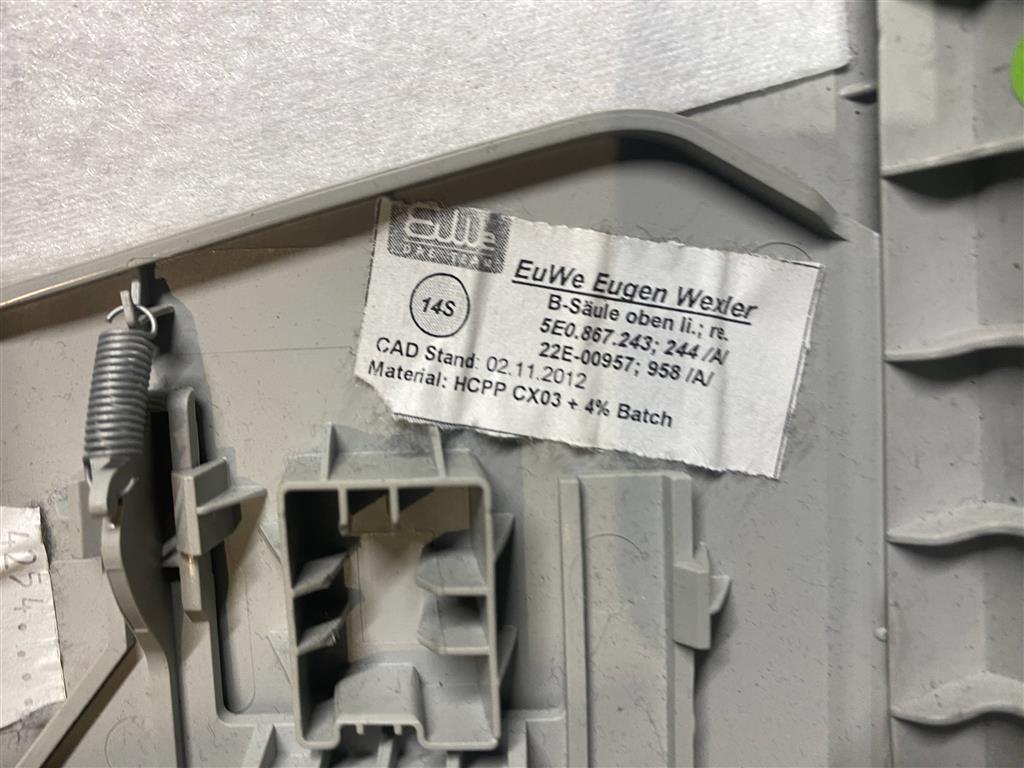 EuWe
EuWe Eugen Wexler
14S
B-Säule oben li.; re.
5E0.867.243; 244 /A/
22E-00957; 958 /A/
CAD Stand: 02.11.2012
Material: HCPP CX03 + 4% Batch